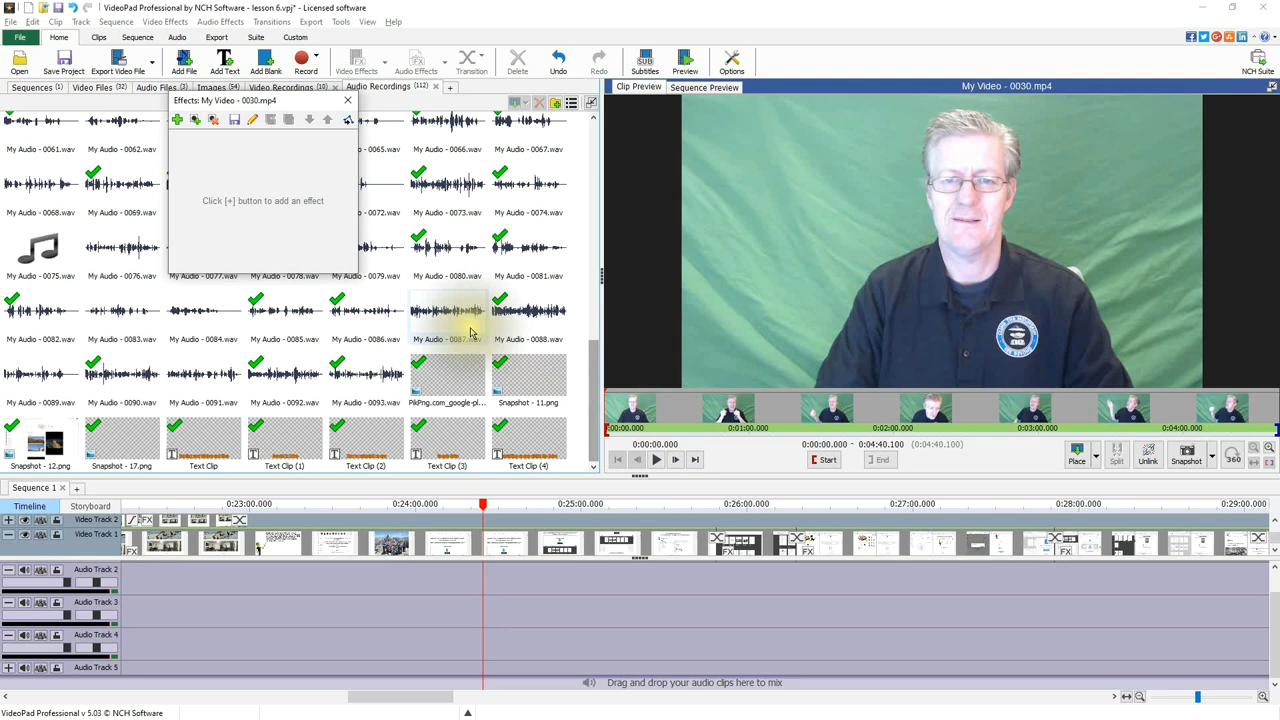 VideoPad Professional by NCH Software - lesson 6.vpj* - Licensed software
File Edit Clip Track Sequence Video Effects Audio Effects Transitions Export Tools View Help
File Home Clips Sequence Audio Export Suite Custom
Open Save Project Export Video File Add File Add Text Add Blank Record Video Effects Audio Effects Transition Delete Undo Redo SUB Subtitles Preview Options NCH Suite
Sequences (1) Video Files (32) Audio Files (3) Images (54) Video Recordings (10) Audio Recordings (112) +
Effects: My Video - 0030.mp4
Click [+] button to add an effect
My Audio - 0061.wav My Audio - 0062.wav
My Audio - 0066.wav My Audio - 0067.wav
My Audio - 0068.wav My Audio - 0069.wav
My Audio - 0073.wav My Audio - 0074.wav
My Audio - 0075.wav My Audio - 0076.wav My Audio - 0077.wav My Audio - 0078.wav My Audio - 0079.wav My Audio - 0080.wav My Audio - 0081.wav
My Audio - 0082.wav My Audio - 0083.wav My Audio - 0084.wav My Audio - 0085.wav My Audio - 0086.wav My Audio - 0087.wav My Audio - 0088.wav
My Audio - 0089.wav My Audio - 0090.wav My Audio - 0091.wav My Audio - 0092.wav My Audio - 0093.wav PikPng.com_google-pl... Snapshot - 11.png
Snapshot - 12.png Snapshot - 17.png Text Clip Text Clip (1) Text Clip (2) Text Clip (3) Text Clip (4)
Clip Preview Sequence Preview My Video - 0030.mp4
:00:00.000 0:01:00.000 0:02:00.000 0:03:00.000 0:04:00.000
0:00:00.000 0:00:00.000 - 0:04:40.100 (0:04:40.100)
Start End
Place Split Unlink Snapshot 360
Sequence 1 +
Timeline Storyboard
0:23:00.000 0:24:00.000 0:25:00.000 0:26:00.000 0:27:00.000 0:28:00.000 0:29:00.000
Video Track 2
Video Track 1
Audio Track 2
Audio Track 3
Audio Track 4
Audio Track 5
Drag and drop your audio clips here to mix
VideoPad Professional v 5.03 © NCH Software